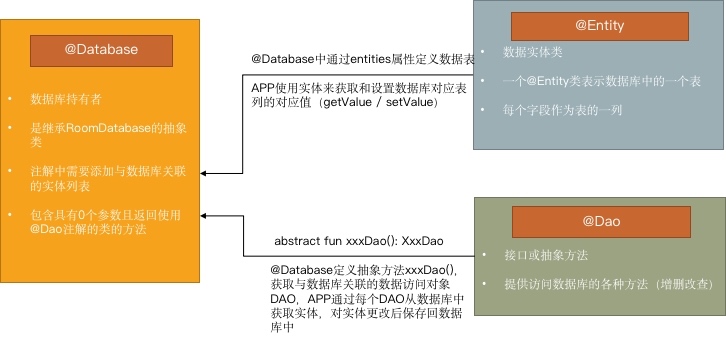 @Database
• 数据库持有者
• 是继承RoomDatabase的抽象
类
• 注解中需要添加与数据库关联
的实体列表
• 包含具有0个参数且返回使用
@Dao注解的类的方法
@Database中通过entities属性定义数据表
APP使用实体来获取和设置数据库对应表
列的对应值（getValue / setValue）
@Entity
• 数据实体类
• 一个@Entity类表示数据库中的一个表
• 每个字段作为表的一列
abstract fun xxxDao(): XxxDao
@Database定义抽象方法xxxDao(),
获取与数据库关联的数据访问对象
DAO，APP通过每个DAO从数据库中
获取实体，对实体更改后保存回数据
库中
@Dao
• 接口或抽象方法
• 提供访问数据库的各种方法（增删改查）